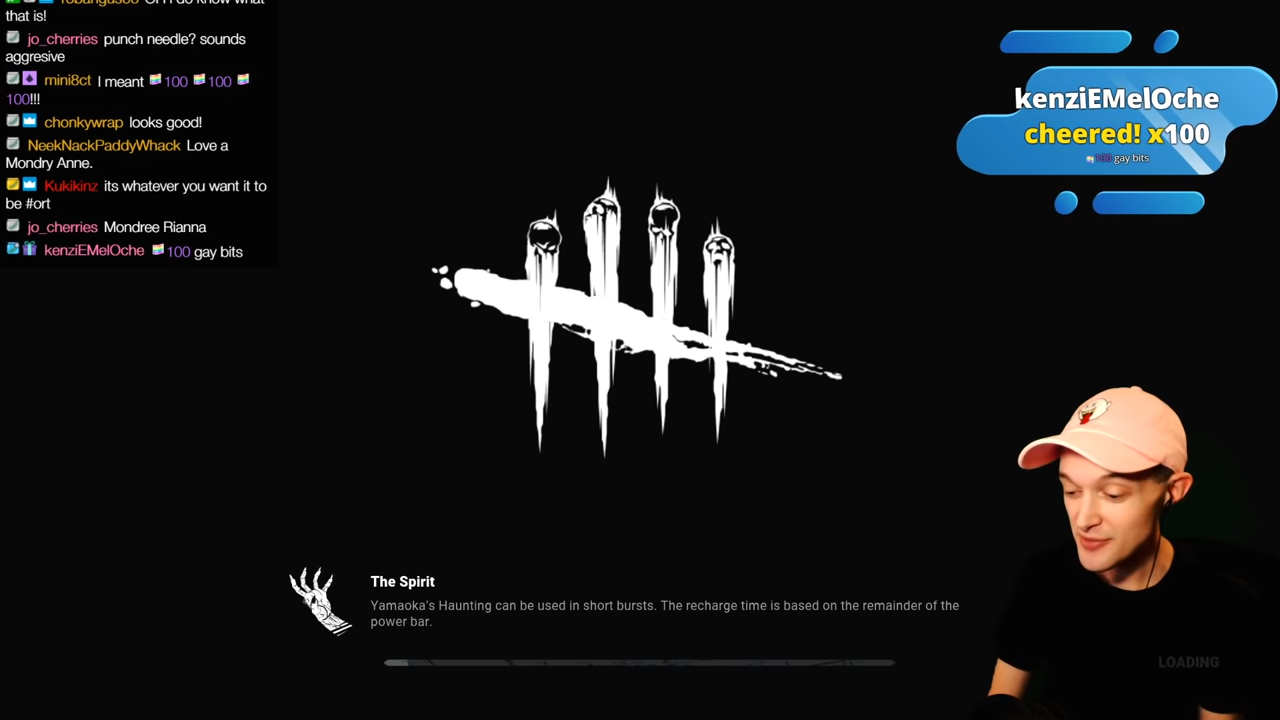 that is!
jo_cherries punch needle? sounds
aggresive
mini8ct I meant 100 100
100!!!
chonkywrap looks good!
NeekNackPaddyWhack Love a
Mondry Anne.
Kukikinz its whatever you want it to
be #ort
jo_cherries Mondree Rianna
kenziEMelOche 100 gay bits
kenziEMelOche
cheered! x100
100 gay bits
The Spirit
Yamaoka's Haunting can be used in short bursts. The recharge time is based on the remainder of the
power bar.
LOADING